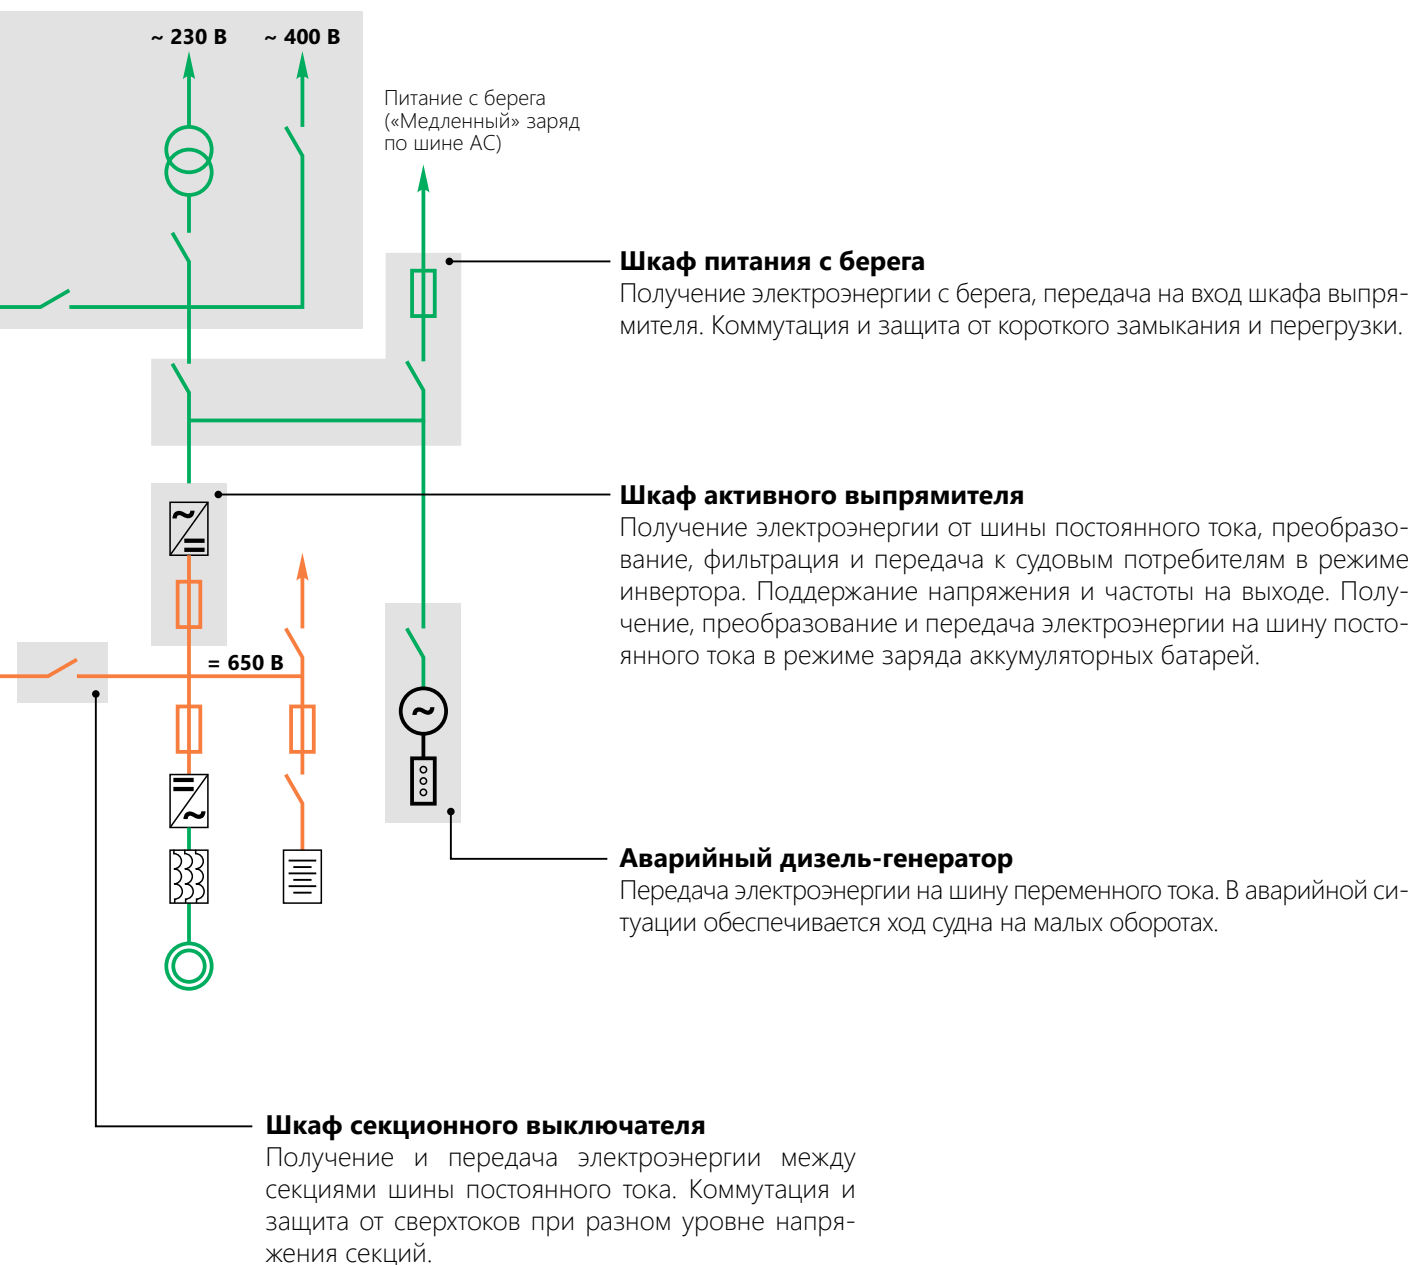 ~ 230 В
~ 400 В
Питание с берега
(«Медленный» заряд
по шине АС)
Шкаф питания с берега
Получение электроэнергии с берега, передача на вход шкафа выпря-
мителя. Коммутация и защита от короткого замыкания и перегрузки.
Шкаф активного выпрямителя
Получение электроэнергии от шины постоянного тока, преобразо-
вание, фильтрация и передача к судовым потребителям в режиме
инвертора. Поддержание напряжения и частоты на выходе. Полу-
чение, преобразование и передача электроэнергии на шину посто-
янного тока в режиме заряда аккумуляторных батарей.
= 650 В
Аварийный дизель-генератор
Передача электроэнергии на шину переменного тока. В аварийной си-
туации обеспечивается ход судна на малых оборотах.
Шкаф секционного выключателя
Получение и передача электроэнергии между
секциями шины постоянного тока. Коммутация и
защита от сверхтоков при разном уровне напря-
жения секций.